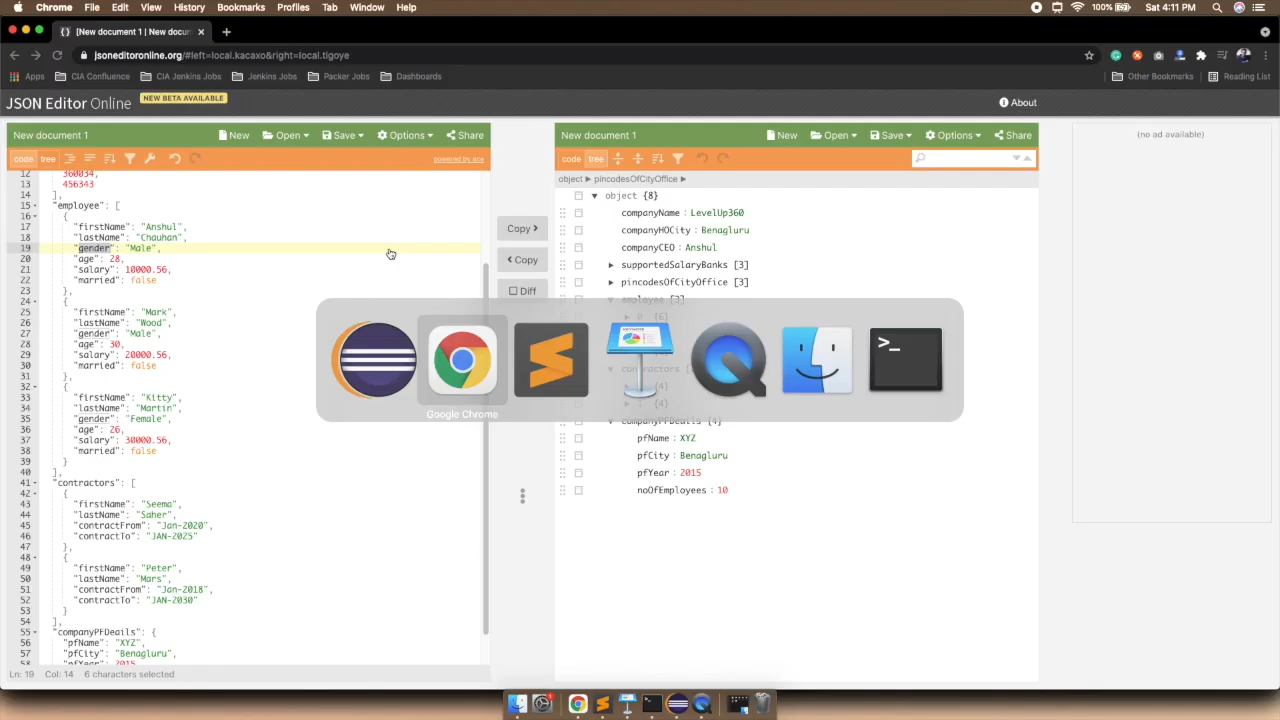 Chrome File Edit View History Bookmarks Profiles Tab Window Help 100% Sat 4:11 PM
[New document 1 | New docun
jsoneditoronline.org/#left=local.kacaxo&right=local.tigoye
Apps CIA Confluence CIA Jenkins Jobs Jenkins Jobs Packer Jobs Dashboards Other Bookmarks Reading List
JSON Editor Online NEW BETA AVAILABLE About
New document 1 New Open Save Options Share
code tree powered by ace
12 360034,
13 456343
14 ],
15 "employee": [
16 {
17 "firstName": "Anshul",
18 "lastName": "Chauhan",
19 "gender": "Male",
20 "age": 28,
21 "salary": 10000.56,
22 "married": false
23 },
24 {
25 "firstName": "Mark",
26 "lastName": "Wood",
27 "gender": "Male",
28 "age": 30,
29 "salary": 20000.56,
30 "married": false
31 },
32 {
33 "firstName": "Kitty",
34 "lastName": "Martin",
35 "gender": "Female",
36 "age": 26,
37 "salary": 30000.56,
38 "married": false
39 }
40 ],
41 "contractors": [
42 {
43 "firstName": "Seema",
44 "lastName": "Saher",
45 "contractFrom": "Jan-2020",
46 "contractTo": "JAN-2025"
47 },
48 {
49 "firstName": "Peter",
50 "lastName": "Mars",
51 "contractFrom": "Jan-2018",
52 "contractTo": "JAN-2030"
53 }
54 ],
55 "companyPFDeails": {
56 "pfName": "XYZ",
57 "pfCity": "Benagluru",
58 "pfYear": 2015
Ln: 19 Col: 14 6 characters selected
Copy >
< Copy
Diff
New document 1 New Open Save Options Share
code tree
object ► pincodesOfCityOffice ►
object {8}
companyName : LevelUp360
companyHOCity : Benagluru
companyCEO : Anshul
supportedSalaryBanks [3]
pincodesOfCityOffice [3]
employee [3]
0 {6}
contractors [
{4}
1 {4}
companyPFDeails {4}
pfName : XYZ
pfCity : Benagluru
pfYear : 2015
noOfEmployees : 10
(no ad available)
Google Chrome
>_
1